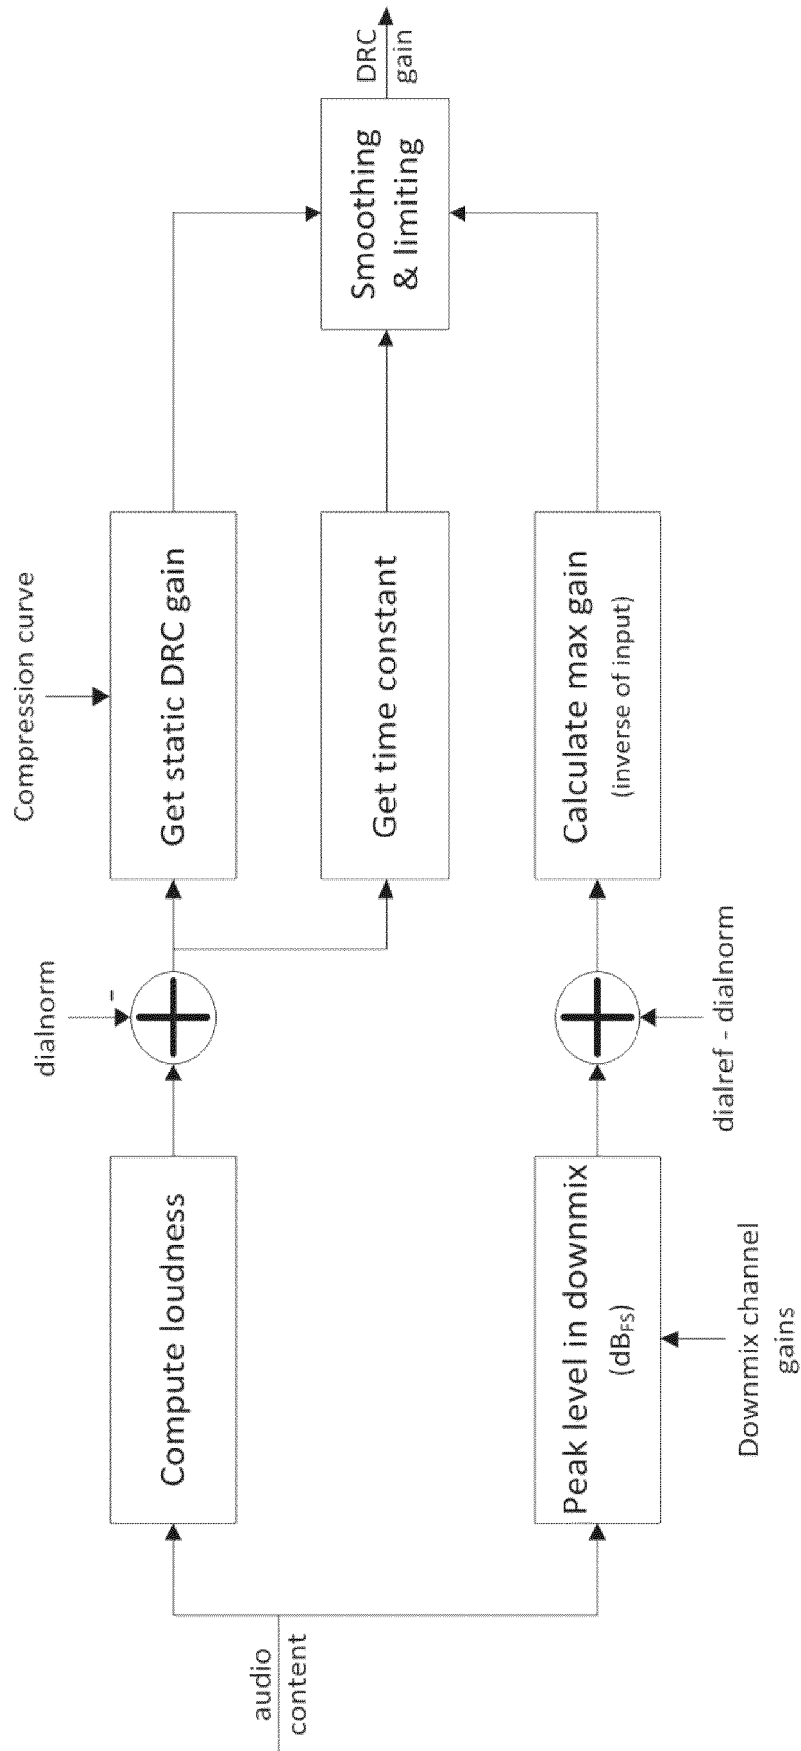 audio
content
Compute loudness
Peak level in downmix
(dBFS)
Downmix channel
gains
dialnorm
-
dialref - dialnorm
Compression curve
Get static DRC gain
Get time constant
Calculate max gain
(inverse of input)
Smoothing
& limiting
DRC
gain